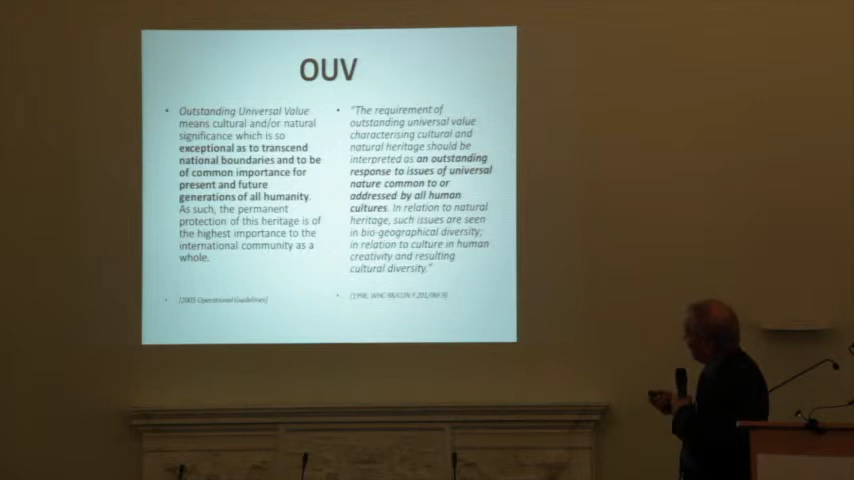 OUV
• Outstanding Universal Value
means cultural and/or natural
significance which is so
exceptional as to transcend
national boundaries and to be
of common importance for
present and future
generations of all humanity.
As such, the permanent
protection of this heritage is of
the highest importance to the
international community as a
whole.
• [2005 Operational Guidelines]
• "The requirement of
outstanding universal value
characterising cultural and
natural heritage should be
interpreted as an outstanding
response to issues of universal
nature common to or
addressed by all human
cultures. In relation to natural
heritage, such issues are seen
in bio-geographical diversity;
in relation to culture in human
creativity and resulting
cultural diversity."
• [1998,